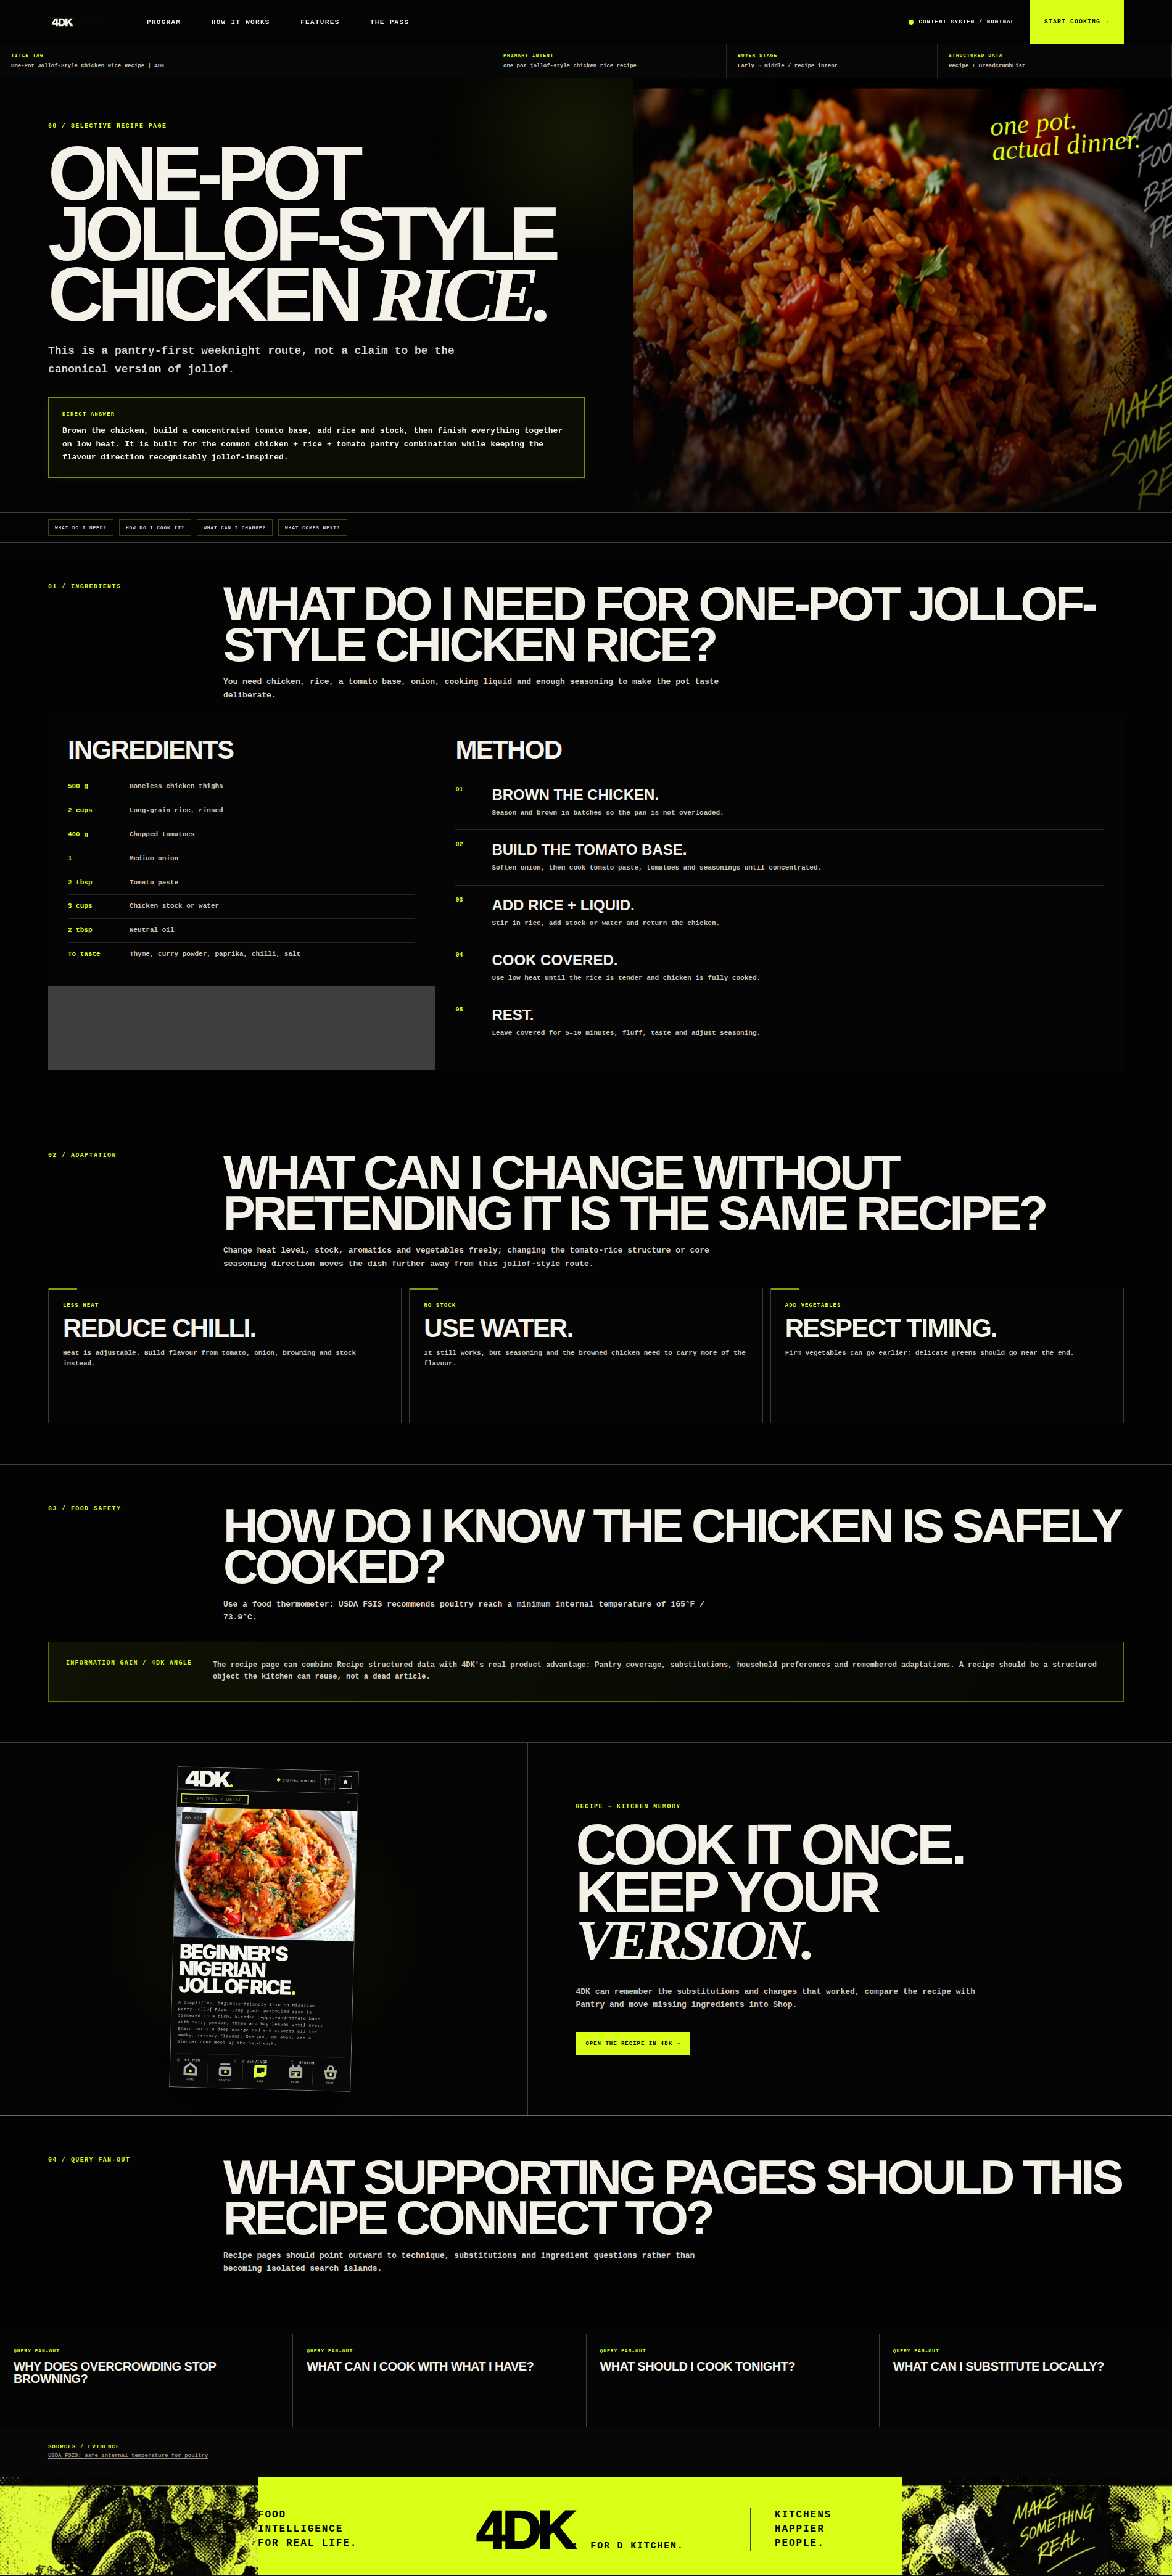 4DK.
PROGRAM
HOW IT WORKS
FEATURES
THE PASS
CONTENT SYSTEM / NOMINAL
START COOKING →
TITLE TAG
One-Pot Jollof-Style Chicken Rice Recipe | 4DK
PRIMARY INTENT
one pot jollof-style chicken rice recipe
BUYER STAGE
Early → middle / recipe intent
STRUCTURED DATA
Recipe + BreadcrumbList
08 / SELECTIVE RECIPE PAGE
ONE-POT
JOLLOF-STYLE
CHICKEN RICE.
This is a pantry-first weeknight route, not a claim to be the
canonical version of jollof.
DIRECT ANSWER
Brown the chicken, build a concentrated tomato base, add rice and stock, then finish everything together
on low heat. It is built for the common chicken + rice + tomato pantry combination while keeping the
flavour direction recognisably jollof-inspired.
one pot.
actual dinner.
MAKE
WHAT DO I NEED?
HOW DO I COOK IT?
WHAT CAN I CHANGE?
WHAT COMES NEXT?
01 / INGREDIENTS
WHAT DO I NEED FOR ONE-POT JOLLOF-
STYLE CHICKEN RICE?
You need chicken, rice, a tomato base, onion, cooking liquid and enough seasoning to make the pot taste
deliberate.
INGREDIENTS
500 g Boneless chicken thighs
2 cups Long-grain rice, rinsed
400 g Chopped tomatoes
1 Medium onion
2 tbsp Tomato paste
3 cups Chicken stock or water
2 tbsp Neutral oil
To taste Thyme, curry powder, paprika, chilli, salt
METHOD
01 BROWN THE CHICKEN.
Season and brown in batches so the pan is not overloaded.
02 BUILD THE TOMATO BASE.
Soften onion, then cook tomato paste, tomatoes and seasonings until concentrated.
03 ADD RICE + LIQUID.
Stir in rice, add stock or water and return the chicken.
04 COOK COVERED.
Use low heat until the rice is tender and chicken is fully cooked.
05 REST.
Leave covered for 5–10 minutes, fluff, taste and adjust seasoning.
02 / ADAPTATION
WHAT CAN I CHANGE WITHOUT
PRETENDING IT IS THE SAME RECIPE?
Change heat level, stock, aromatics and vegetables freely; changing the tomato-rice structure or core
seasoning direction moves the dish further away from this jollof-style route.
LESS HEAT
REDUCE CHILLI.
Heat is adjustable. Build flavour from tomato, onion, browning and stock
instead.
NO STOCK
USE WATER.
It still works, but seasoning and the browned chicken need to carry more of the
flavour.
ADD VEGETABLES
RESPECT TIMING.
Firm vegetables can go earlier; delicate greens should go near the end.
03 / FOOD SAFETY
HOW DO I KNOW THE CHICKEN IS SAFELY
COOKED?
Use a food thermometer: USDA FSIS recommends poultry reach a minimum internal temperature of 165°F /
73.9°C.
INFORMATION GAIN / 4DK ANGLE
The recipe page can combine Recipe structured data with 4DK's real product advantage: Pantry coverage, substitutions, household preferences and remembered adaptations. A recipe should be a structured
object the kitchen can reuse, not a dead article.
4DK.
A
← RECIPES / DETAIL
BEGINNER'S
NIGERIAN
JOLLOF RICE.
RECIPE → KITCHEN MEMORY
COOK IT ONCE.
KEEP YOUR
VERSION.
4DK can remember the substitutions and changes that worked, compare the recipe with
Pantry and move missing ingredients into Shop.
OPEN THE RECIPE IN 4DK →
04 / QUERY FAN-OUT
WHAT SUPPORTING PAGES SHOULD THIS
RECIPE CONNECT TO?
Recipe pages should point outward to technique, substitutions and ingredient questions rather than
becoming isolated search islands.
QUERY FAN-OUT
WHY DOES OVERCROWDING STOP
BROWNING?
QUERY FAN-OUT
WHAT CAN I COOK WITH WHAT I HAVE?
QUERY FAN-OUT
WHAT SHOULD I COOK TONIGHT?
QUERY FAN-OUT
WHAT CAN I SUBSTITUTE LOCALLY?
SOURCES / EVIDENCE
USDA FSIS: safe internal temperature for poultry
FOOD
INTELLIGENCE
FOR REAL LIFE.
4DK.
FOR D KITCHEN.
KITCHENS
HAPPIER
PEOPLE.
MAKE
SOMETHING
REAL.